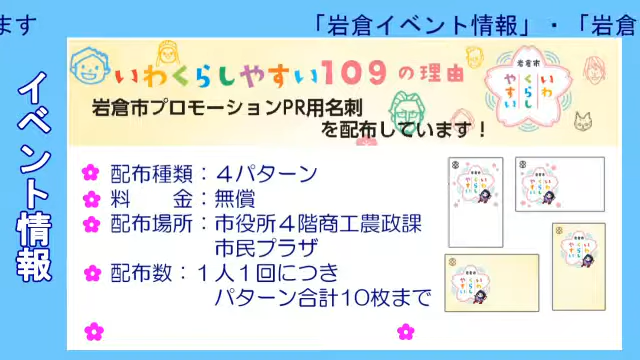 ます　「岩倉イベント情報」・「岩倉
イベント情報
いわくらしやすい109の理由
岩倉市プロモーションPR用名刺
を配布しています！
岩倉市
いわ
くらし
やすい
配布種類：４パターン
料　　金：無償
配布場所：市役所４階商工農政課
市民プラザ
配布数：１人１回につき
パターン合計10枚まで